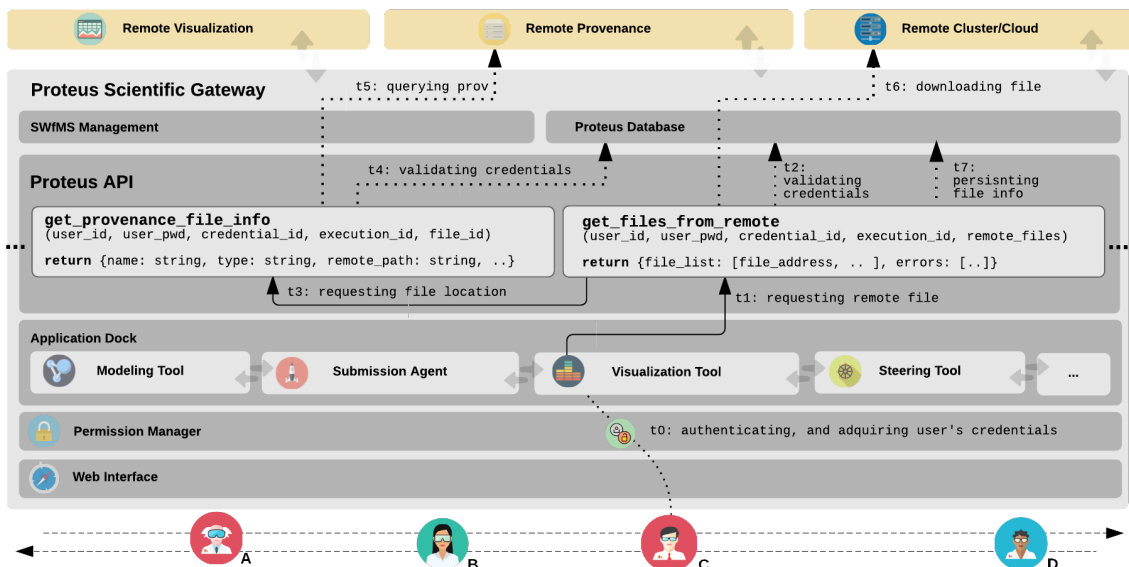 Remote Visualization
Remote Provenance
Remote Cluster/Cloud
Proteus Scientific Gateway
t5: querying prov
t6: downloading file
SWfMS Management
Proteus Database
Proteus API
t4: validating credentials
t2:
validating
credentials
t7:
persisnting
file info
get_provenance_file_info
(user_id, user_pwd, credential_id, execution_id, file_id)
return {name: string, type: string, remote_path: string, ..}
get_files_from_remote
(user_id, user_pwd, credential_id, execution_id, remote_files)
return {file_list: [file_address, .. ], errors: [..]}
...
...
t3: requesting file location
t1: requesting remote file
Application Dock
Modeling Tool
Submission Agent
Visualization Tool
Steering Tool
...
Permission Manager
t0: authenticating, and adquiring user's credentials
Web Interface
A
B
C
D